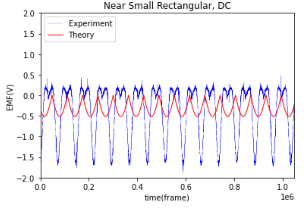 Near Small Rectangular, DC
2.0
1.5
1.0
0.5
0.0
−0.5
−1.0
−1.5
−2.0
EMF(V)
Experiment
Theory
0.0 0.2 0.4 0.6 0.8 1.0
1e6
time(frame)